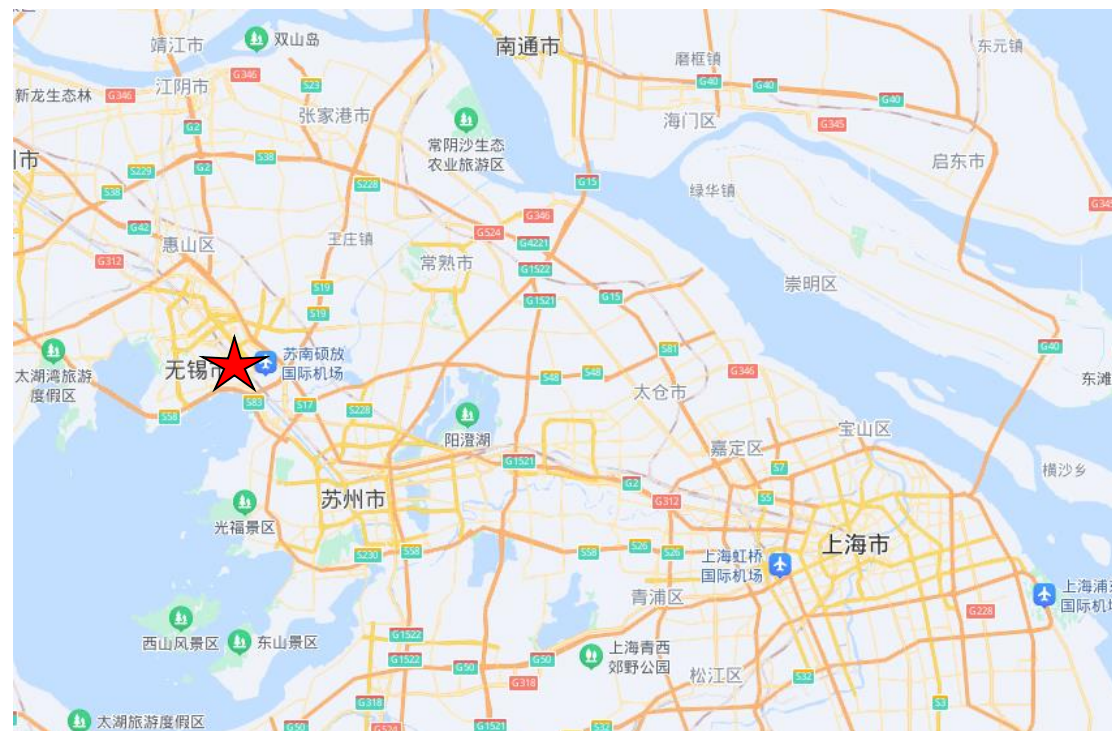 靖江市
双山岛
南通市
磨框镇
东元镇
G346
S23
G40
G40
新龙生态林
G346
江阴市
张家港市
G40
G2
常阴沙生态
农业旅游区
海门区
G345
州市
S38
G2
S229
S38
S228
G15
绿华镇
启东市
G42
G346
G345
惠山区
王庄镇
G524
G4221
G312
常熟市
G1522
S19
崇明区
S19
G1521
G15
太湖湾旅游
度假区
无锡市
苏南硕放
国际机场
S81
G40
S48
S48
G346
东滩
S83
S17
S58
S228
太仓市
阳澄湖
宝山区
嘉定区
G1521
S7
横沙乡
G2
苏州市
G312
S5
光福景区
上海市
S230
S58
S58
S26
S26
上海虹桥
国际机场
青浦区
上海浦东
国际机场
G228
西山风景区
东山景区
G1522
G1522
G50
G50
G318
上海青西
郊野公园
松江区
S32
G318
S3
太湖旅游度假区
G50
G524
G1521
S32